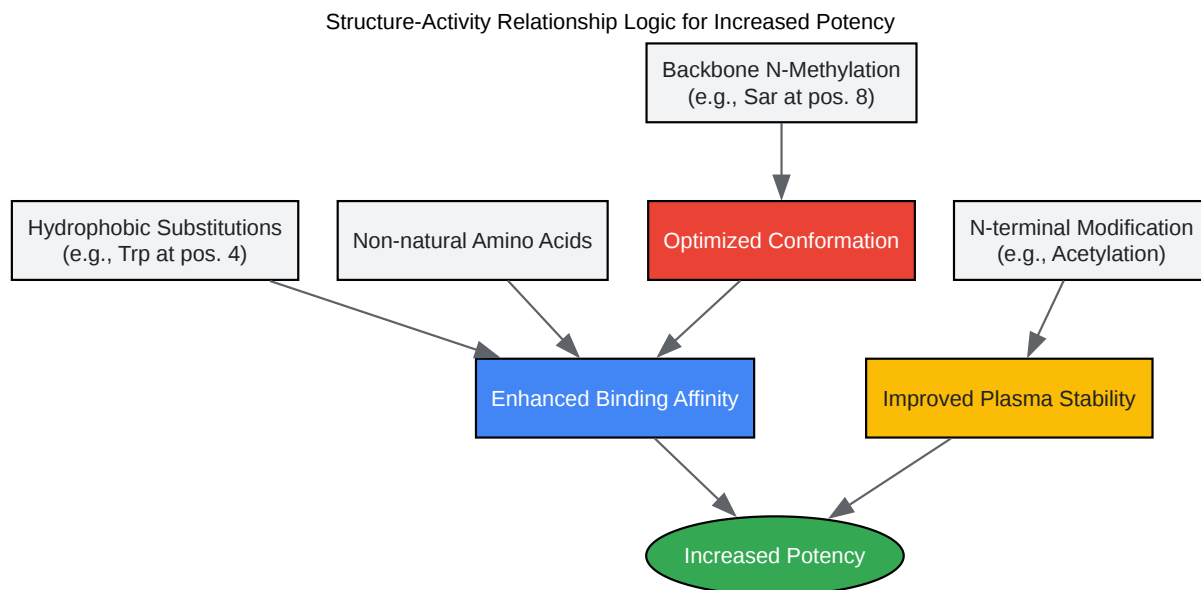 Structure-Activity Relationship Logic for Increased Potency
Backbone N-Methylation
(e.g., Sar at pos. 8)
Hydrophobic Substitutions
(e.g., Trp at pos. 4)
Non-natural Amino Acids
Optimized Conformation
N-terminal Modification
(e.g., Acetylation)
Enhanced Binding Affinity
Improved Plasma Stability
Increased Potency